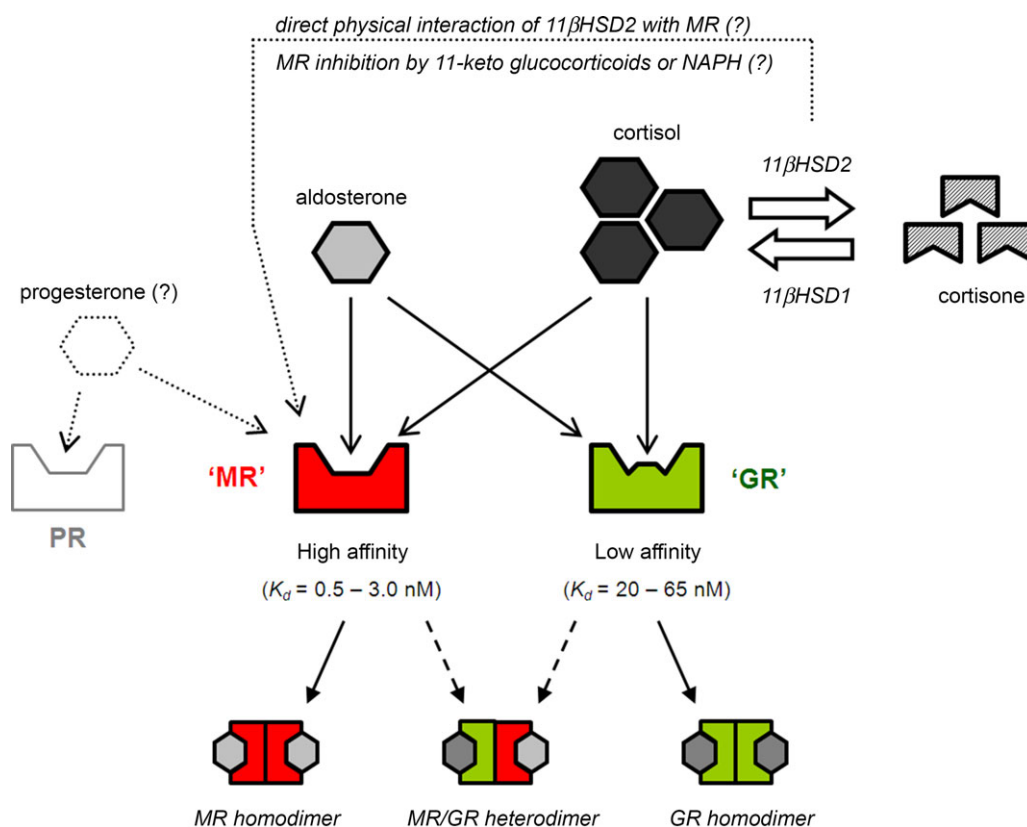 direct physical interaction of 11βHSD2 with MR (?)
MR inhibition by 11-keto glucocorticoids or NAPH (?)
cortisol
11βHSD2
aldosterone
progesterone (?)
11βHSD1
cortisone
'MR'
'GR'
PR
High affinity
Low affinity
(Kd = 0.5 – 3.0 nM)
(Kd = 20 – 65 nM)
MR homodimer
MR/GR heterodimer
GR homodimer